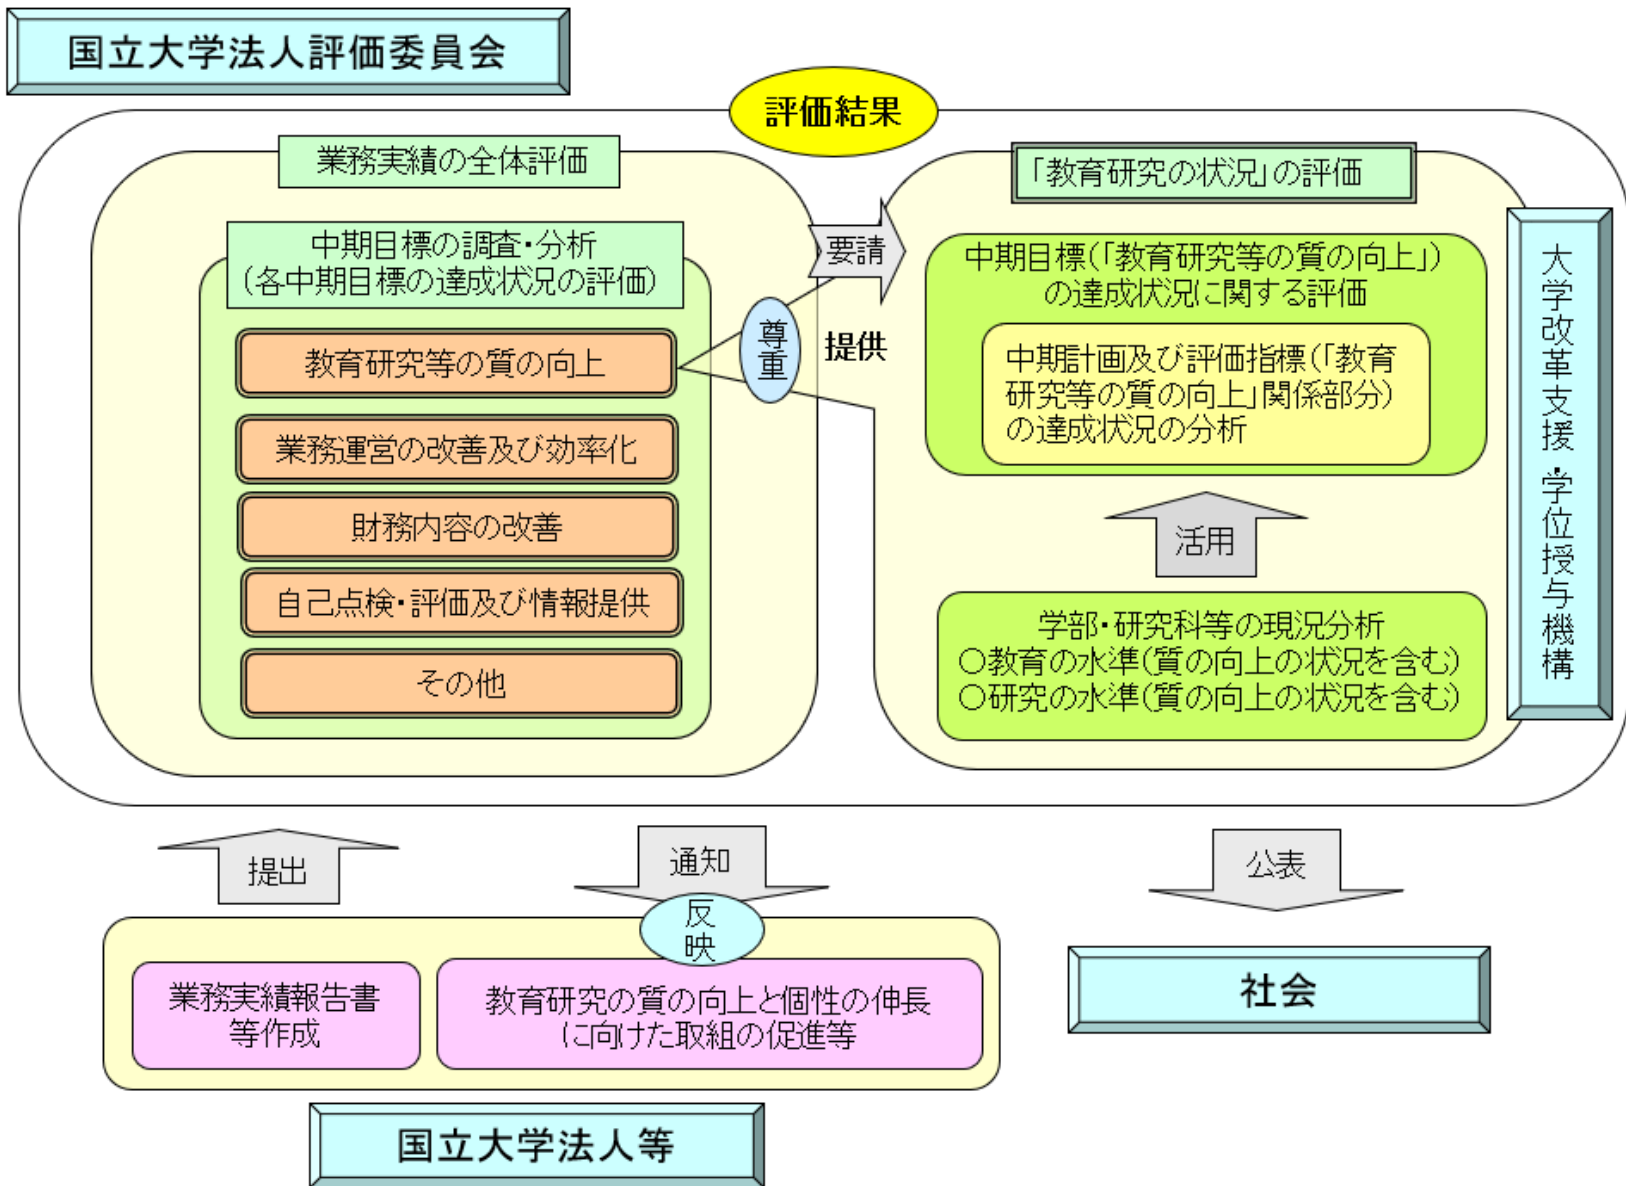 国立大学法人評価委員会
評価結果
業務実績の全体評価
中期目標の調査・分析
(各中期目標の達成状況の評価)
教育研究等の質の向上
業務運営の改善及び効率化
財務内容の改善
自己点検・評価及び情報提供
その他
要請
尊重
提供
「教育研究の状況」の評価
中期目標(「教育研究等の質の向上」)
の達成状況に関する評価
中期計画及び評価指標(「教育
研究等の質の向上」関係部分)
の達成状況の分析
活用
学部・研究科等の現況分析
○教育の水準(質の向上の状況を含む)
○研究の水準(質の向上の状況を含む)
大学改革支援・学位授与機構
提出
通知
公表
反映
業務実績報告書
等作成
教育研究の質の向上と個性の伸長
に向けた取組の促進等
社会
国立大学法人等